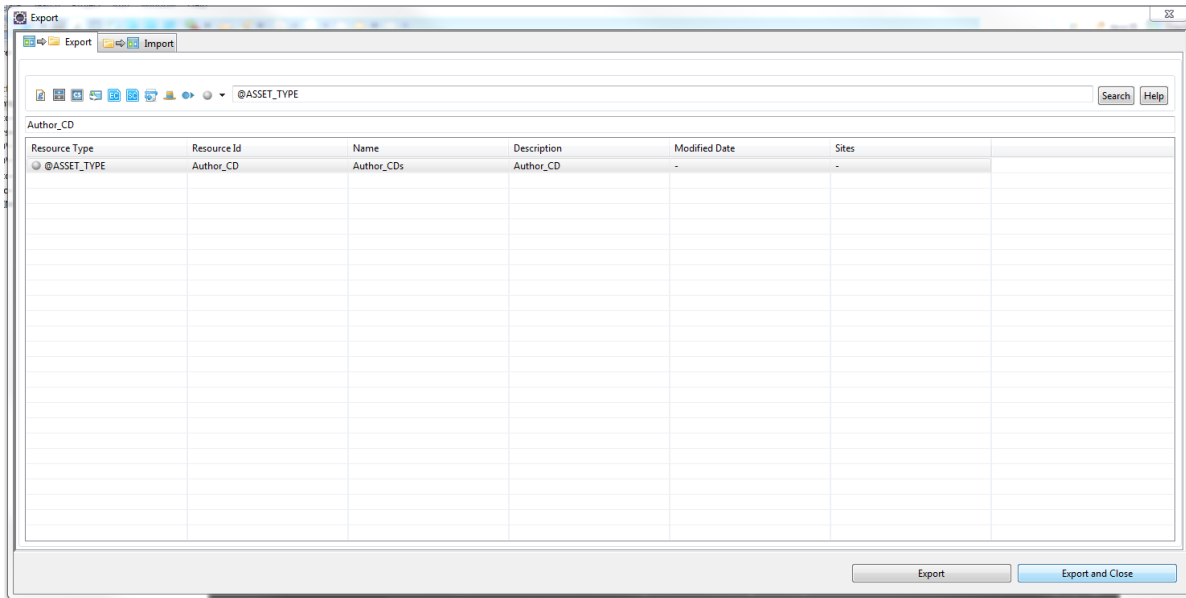 Export
Export Import
@ASSET_TYPE Search Help
Author_CD
Resource Type Resource Id Name Description Modified Date Sites
@ASSET_TYPE Author_CD Author_CDs Author_CD - -
Export Export and Close